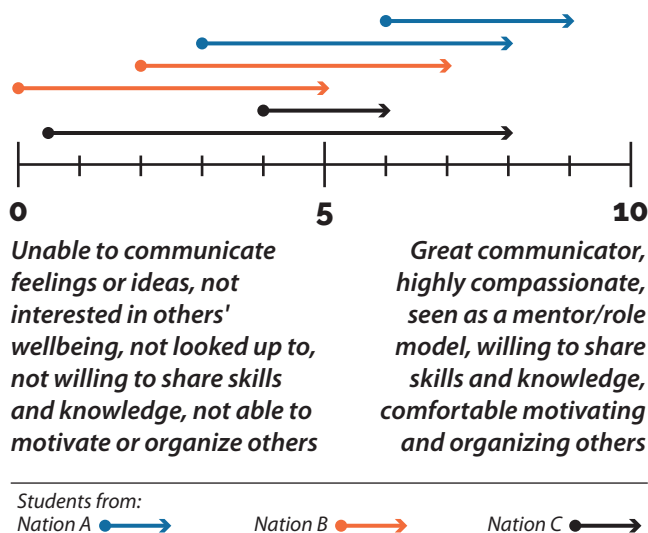 0
5
10
Unable to communicate
feelings or ideas, not
interested in others'
wellbeing, not looked up to,
not willing to share skills
and knowledge, not able to
motivate or organize others
Great communicator,
highly compassionate,
seen as a mentor/role
model, willing to share
skills and knowledge,
comfortable motivating
and organizing others
Students from:
Nation A
Nation B
Nation C